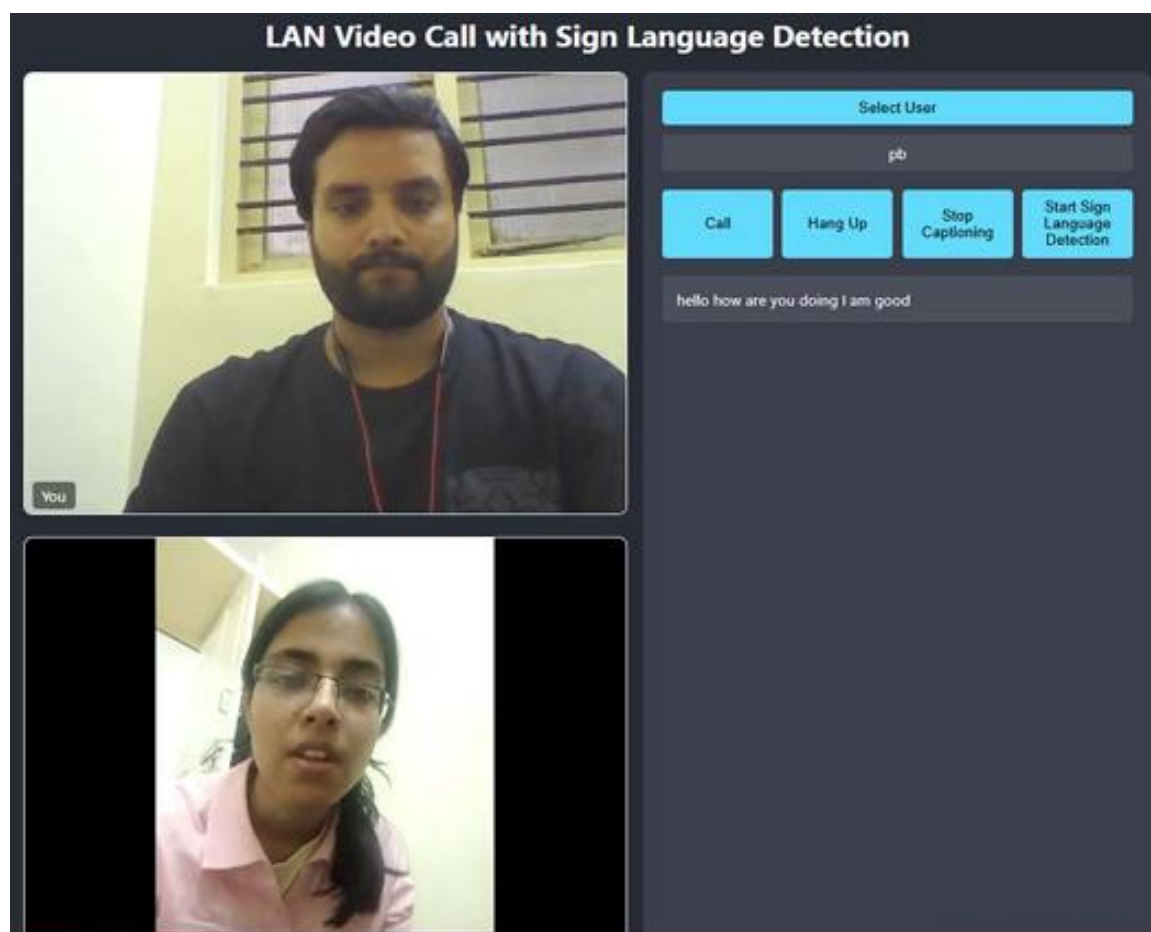 LAN Video Call with Sign Language Detection
Select User
pb
Call
Hang Up
Stop
Captioning
Start Sign
Language
Detection
hello how are you doing I am good
You